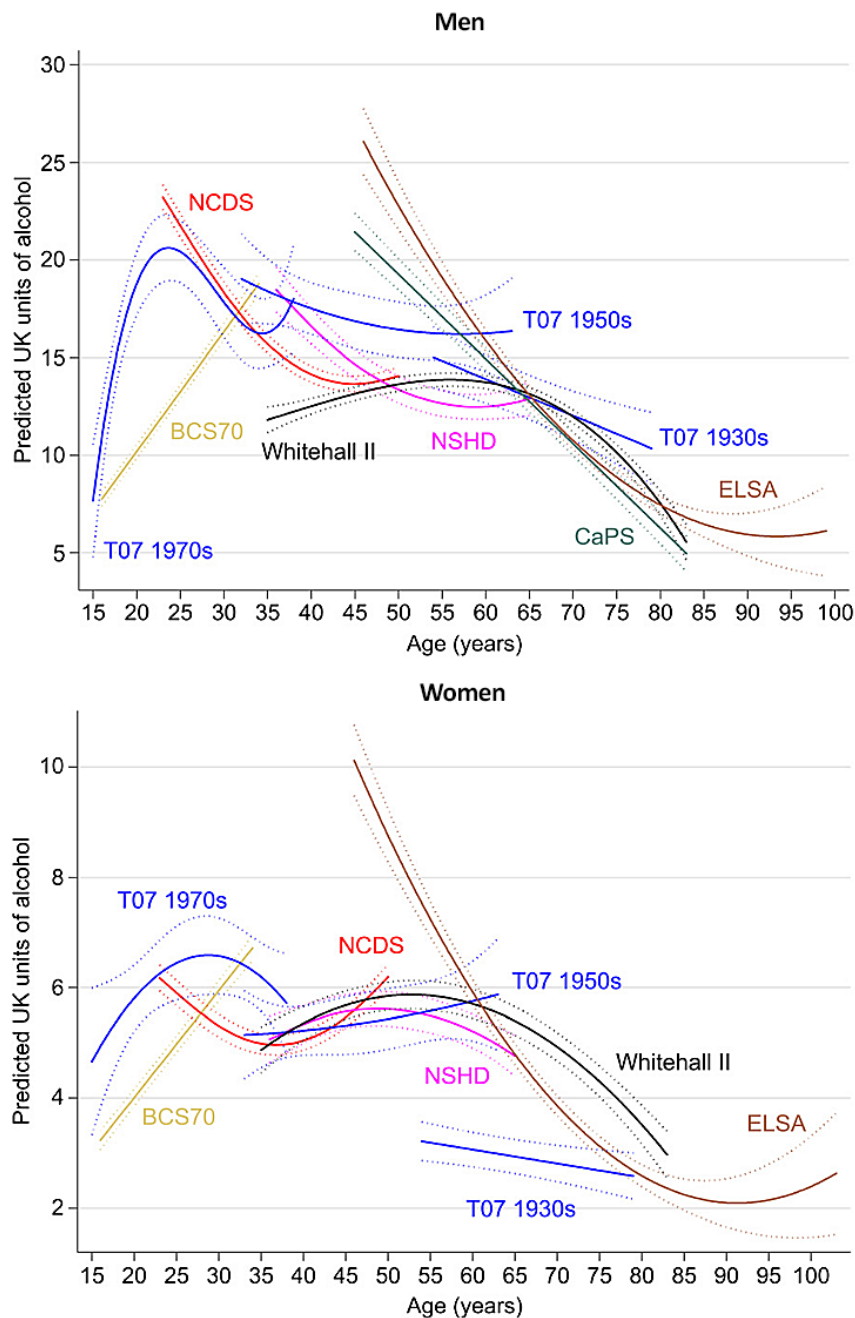 Men
Predicted UK units of alcohol
30
25
20
15
10
5
NCDS
T07 1950s
BCS70
Whitehall II
NSHD
T07 1930s
ELSA
CaPS
T07 1970s
15 20 25 30 35 40 45 50 55 60 65 70 75 80 85 90 95 100
Age (years)
Women
Predicted UK units of alcohol
10
8
6
4
2
T07 1970s
NCDS
T07 1950s
Whitehall II
NSHD
BCS70
ELSA
T07 1930s
15 20 25 30 35 40 45 50 55 60 65 70 75 80 85 90 95 100
Age (years)